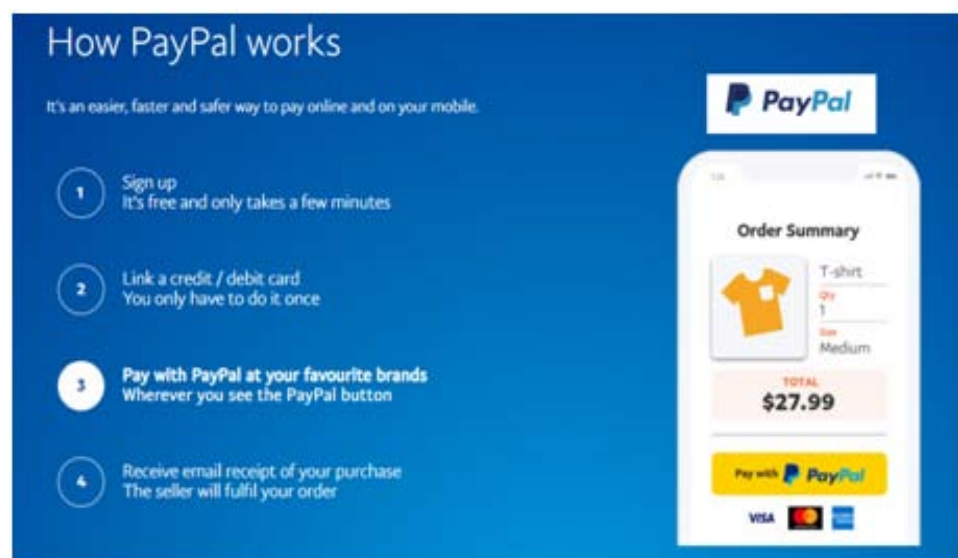 How PayPal works
It's an easier, faster and safer way to pay online and on your mobile.
1
Sign up
It's free and only takes a few minutes
2
Link a credit / debit card
You only have to do it once
3
Pay with PayPal at your favourite brands
Wherever you see the PayPal button
4
Receive email receipt of your purchase
The seller will fulfil your order
PayPal
Order Summary
T-shirt
Qty
1
Size
Medium
TOTAL
$27.99
Pay with PayPal
VISA